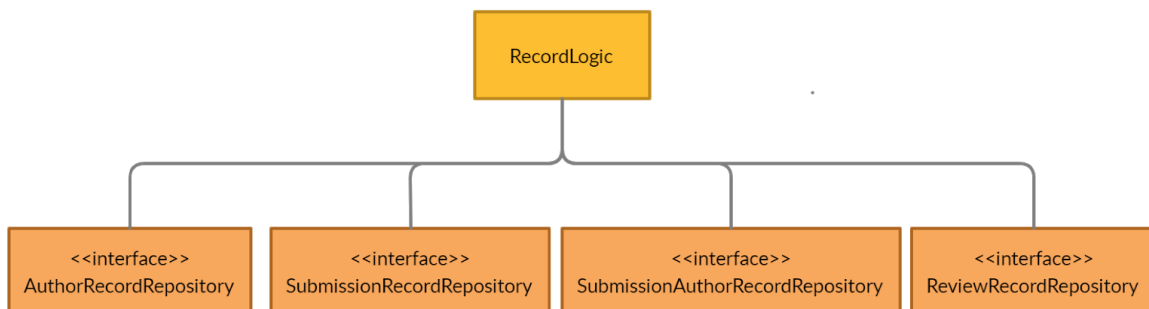 RecordLogic
<<interface>>
AuthorRecordRepository
<<interface>>
SubmissionRecordRepository
<<interface>>
SubmissionAuthorRecordRepository
<<interface>>
ReviewRecordRepository